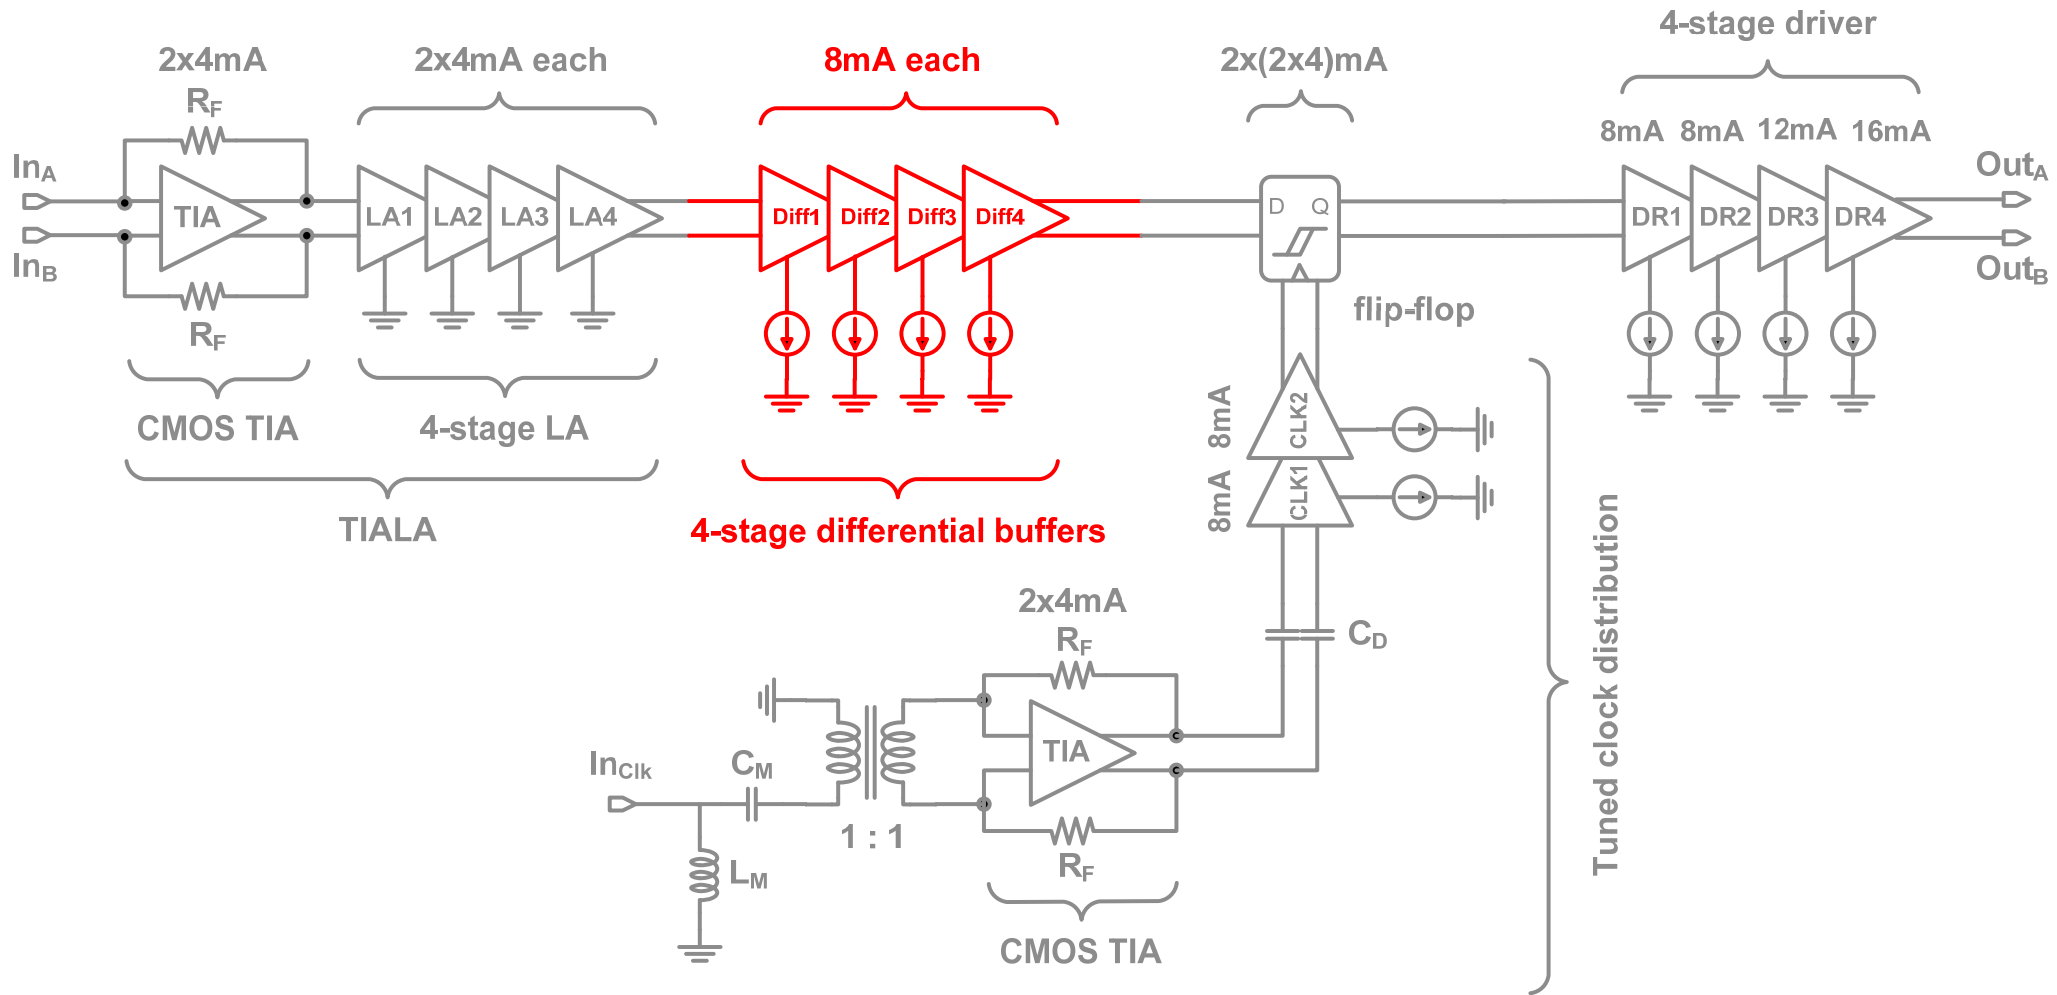 4-stage driver
2x4mA
2x4mA each
8mA each
2x(2x4)mA
8mA 8mA 12mA 16mA
RF
InA
InB
TIA
LA1 LA2 LA3 LA4
Diff1 Diff2 Diff3 Diff4
D Q
DR1 DR2 DR3 DR4
OutA
OutB
RF
flip-flop
CMOS TIA
4-stage LA
TIALA
4-stage differential buffers
8mA
CLK2
8mA
CLK1
Tuned clock distribution
2x4mA
RF
CD
InClk
CM
TIA
1 : 1
LM
RF
CMOS TIA